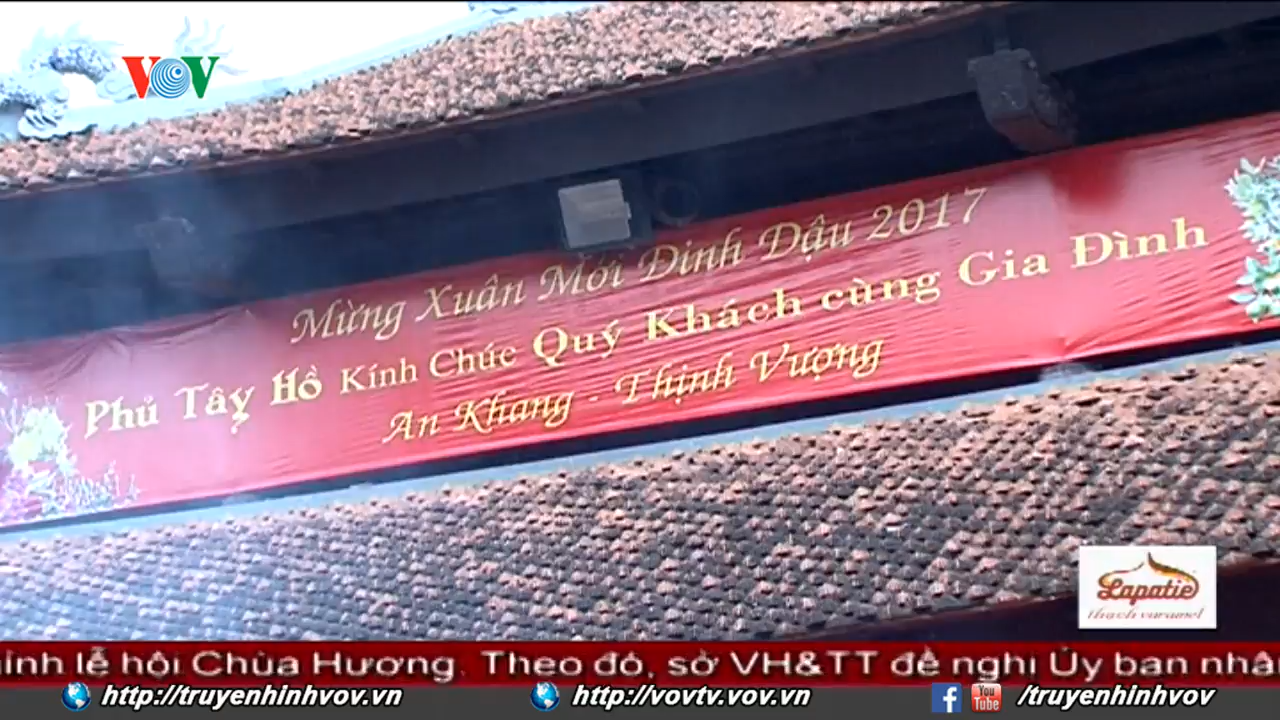 VOV
Mừng Xuân Mới Đinh Dậu 2017
Phủ Tây Hồ Kính Chúc Quý Khách cùng Gia Đình
An Khang - Thịnh Vượng
Lapatie
thạch caramel
lễ hội Chùa Hương. Theo đó, sở VH&TT đề nghị Ủy ban
http://truyenhinhvov.vn
http://vovtv.vov.vn
You Tube
/truyenhinhvov